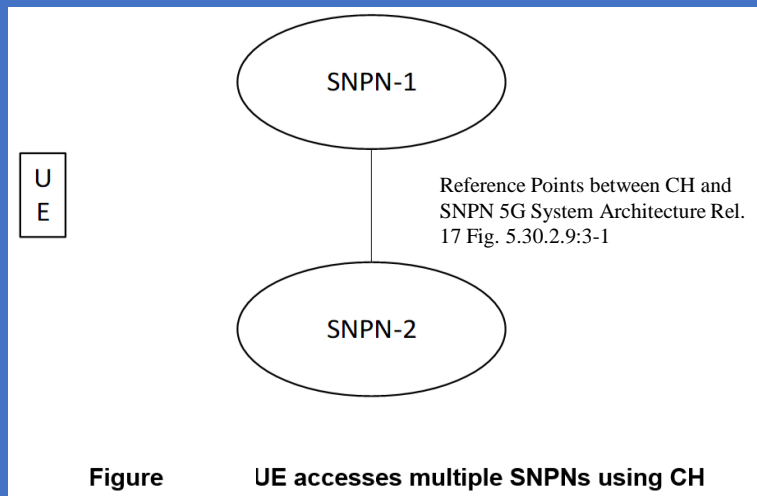 SNPN-1
U
E
Reference Points between CH and
SNPN 5G System Architecture Rel.
17 Fig. 5.30.2.9:3-1
SNPN-2
Figure UE accesses multiple SNPNs using CH